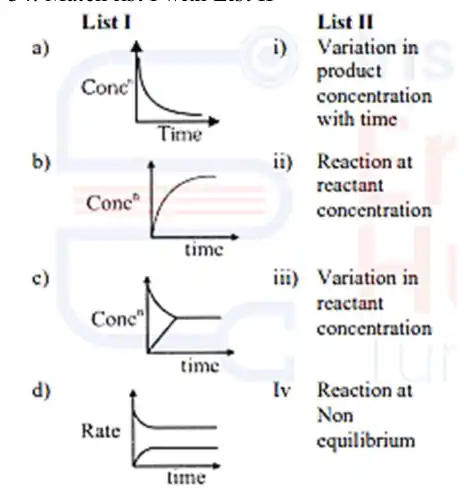 List I List II
a) Conc^n Time i) Variation in
product
concentration
with time
b) Conc^n time ii) Reaction at
reactant
concentration
c) Conc^n time iii) Variation in
reactant
concentration
d) Rate time Iv Reaction at
Non
equilibrium